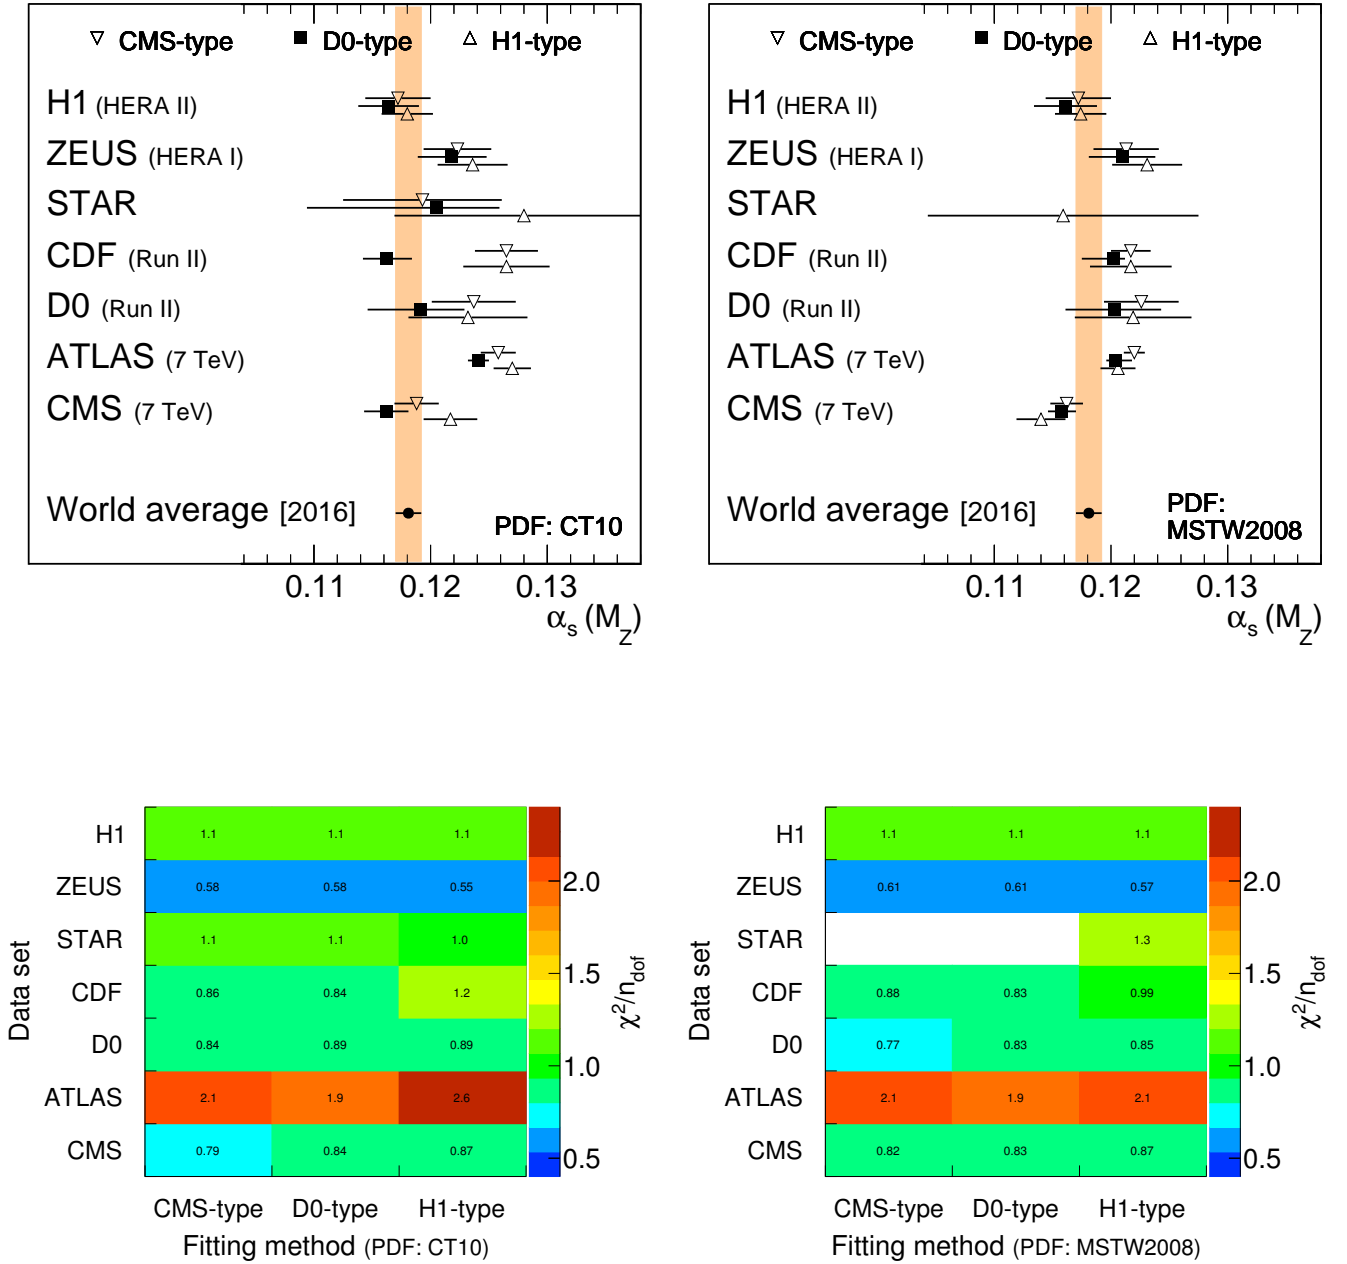 CMS-type D0-type H1-type
H1 (HERA II)
ZEUS (HERA I)
STAR
CDF (Run II)
D0 (Run II)
ATLAS (7 TeV)
CMS (7 TeV)
World average [2016]
PDF: CT10
0.11 0.12 0.13
αs (MZ)
CMS-type D0-type H1-type
H1 (HERA II)
ZEUS (HERA I)
STAR
CDF (Run II)
D0 (Run II)
ATLAS (7 TeV)
CMS (7 TeV)
World average [2016]
PDF:
MSTW2008
0.11 0.12 0.13
αs (MZ)
Data set
H1 1.1 1.1 1.1
ZEUS 0.58 0.58 0.55
STAR 1.1 1.1 1.0
CDF 0.86 0.84 1.2
D0 0.84 0.89 0.89
ATLAS 2.1 1.9 2.6
CMS 0.79 0.84 0.87
CMS-type D0-type H1-type
Fitting method (PDF: CT10)
2.0
1.5
1.0
0.5
χ²/ndof
Data set
H1 1.1 1.1 1.1
ZEUS 0.61 0.61 0.57
STAR 1.3
CDF 0.88 0.83 0.99
D0 0.77 0.83 0.85
ATLAS 2.1 1.9 2.1
CMS 0.82 0.83 0.87
CMS-type D0-type H1-type
Fitting method (PDF: MSTW2008)
2.0
1.5
1.0
0.5
χ²/ndof